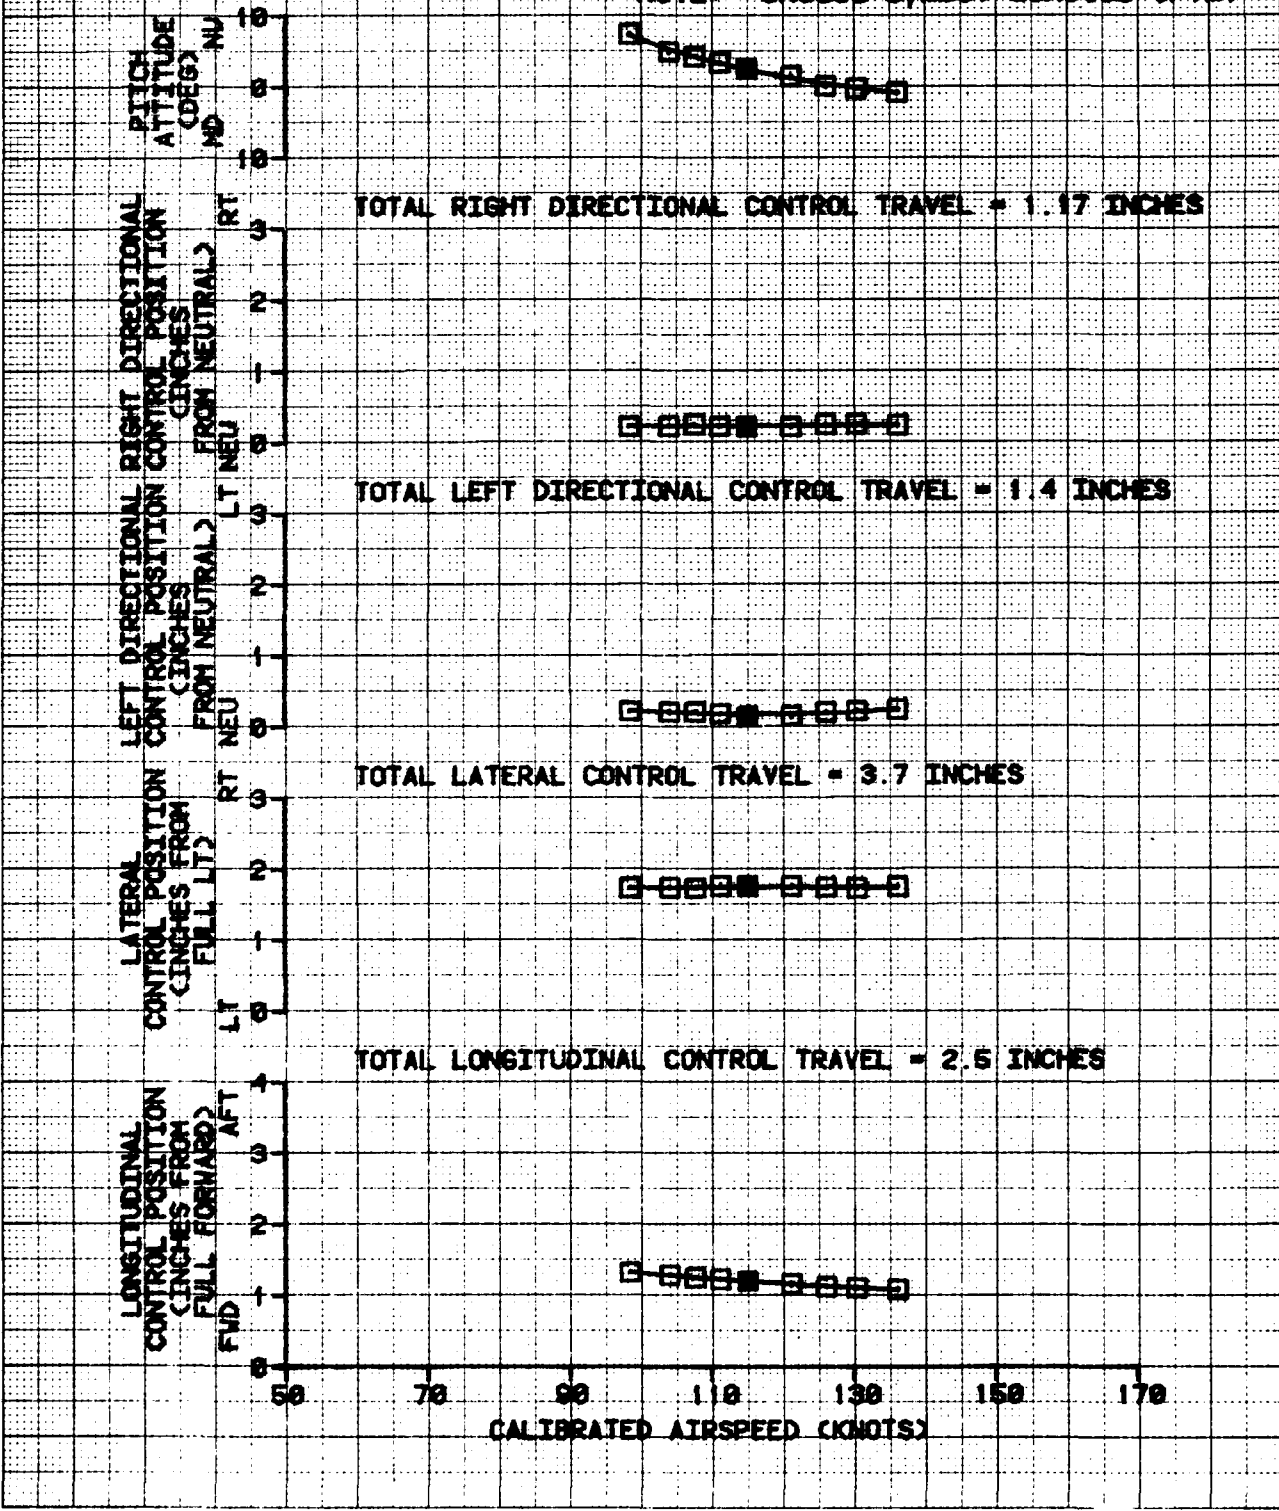 10
0
10
PITCH
ATTITUDE
(DEG)
ND NU
TOTAL RIGHT DIRECTIONAL CONTROL TRAVEL = 1.17 INCHES
3
2
1
0
RIGHT DIRECTIONAL
CONTROL POSITION
(INCHES
FROM NEUTRAL)
NEU RT
TOTAL LEFT DIRECTIONAL CONTROL TRAVEL = 1.4 INCHES
3
2
1
0
LEFT DIRECTIONAL
CONTROL POSITION
(INCHES
FROM NEUTRAL)
NEU LT
TOTAL LATERAL CONTROL TRAVEL = 3.7 INCHES
3
2
1
0
LATERAL
CONTROL POSITION
(INCHES FROM
FULL LT)
LT RT
TOTAL LONGITUDINAL CONTROL TRAVEL = 2.5 INCHES
4
3
2
1
0
LONGITUDINAL
CONTROL POSITION
(INCHES FROM
FULL FORWARD)
FWD AFT
50 70 90 110 130 150 170
CALIBRATED AIRSPEED (KNOTS)